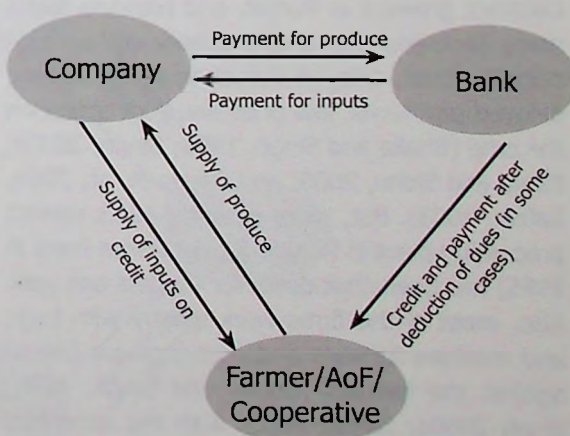 Payment for produce
Company
Bank
Payment for inputs
Supply of produce
Supply of inputs on
credit
Credit and payment after
deduction of dues (in some
cases)
Farmer/AoF/
Cooperative